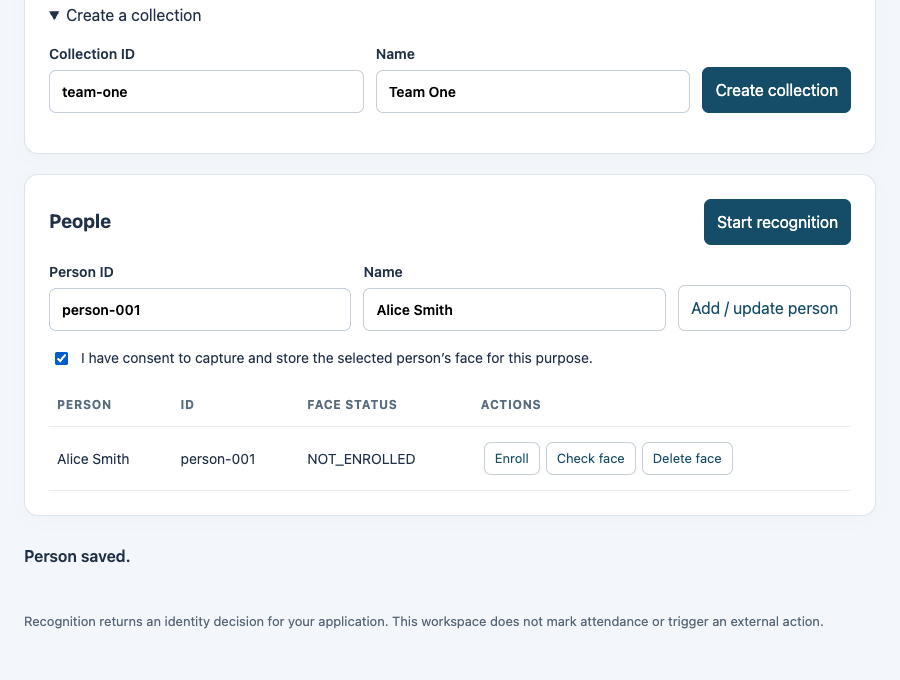 ▼ Create a collection
Collection ID Name
team-one Team One Create collection
People Start recognition
Person ID Name
person-001 Alice Smith Add / update person
I have consent to capture and store the selected person’s face for this purpose.
PERSON ID FACE STATUS ACTIONS
Alice Smith person-001 NOT_ENROLLED Enroll Check face Delete face
Person saved.
Recognition returns an identity decision for your application. This workspace does not mark attendance or trigger an external action.